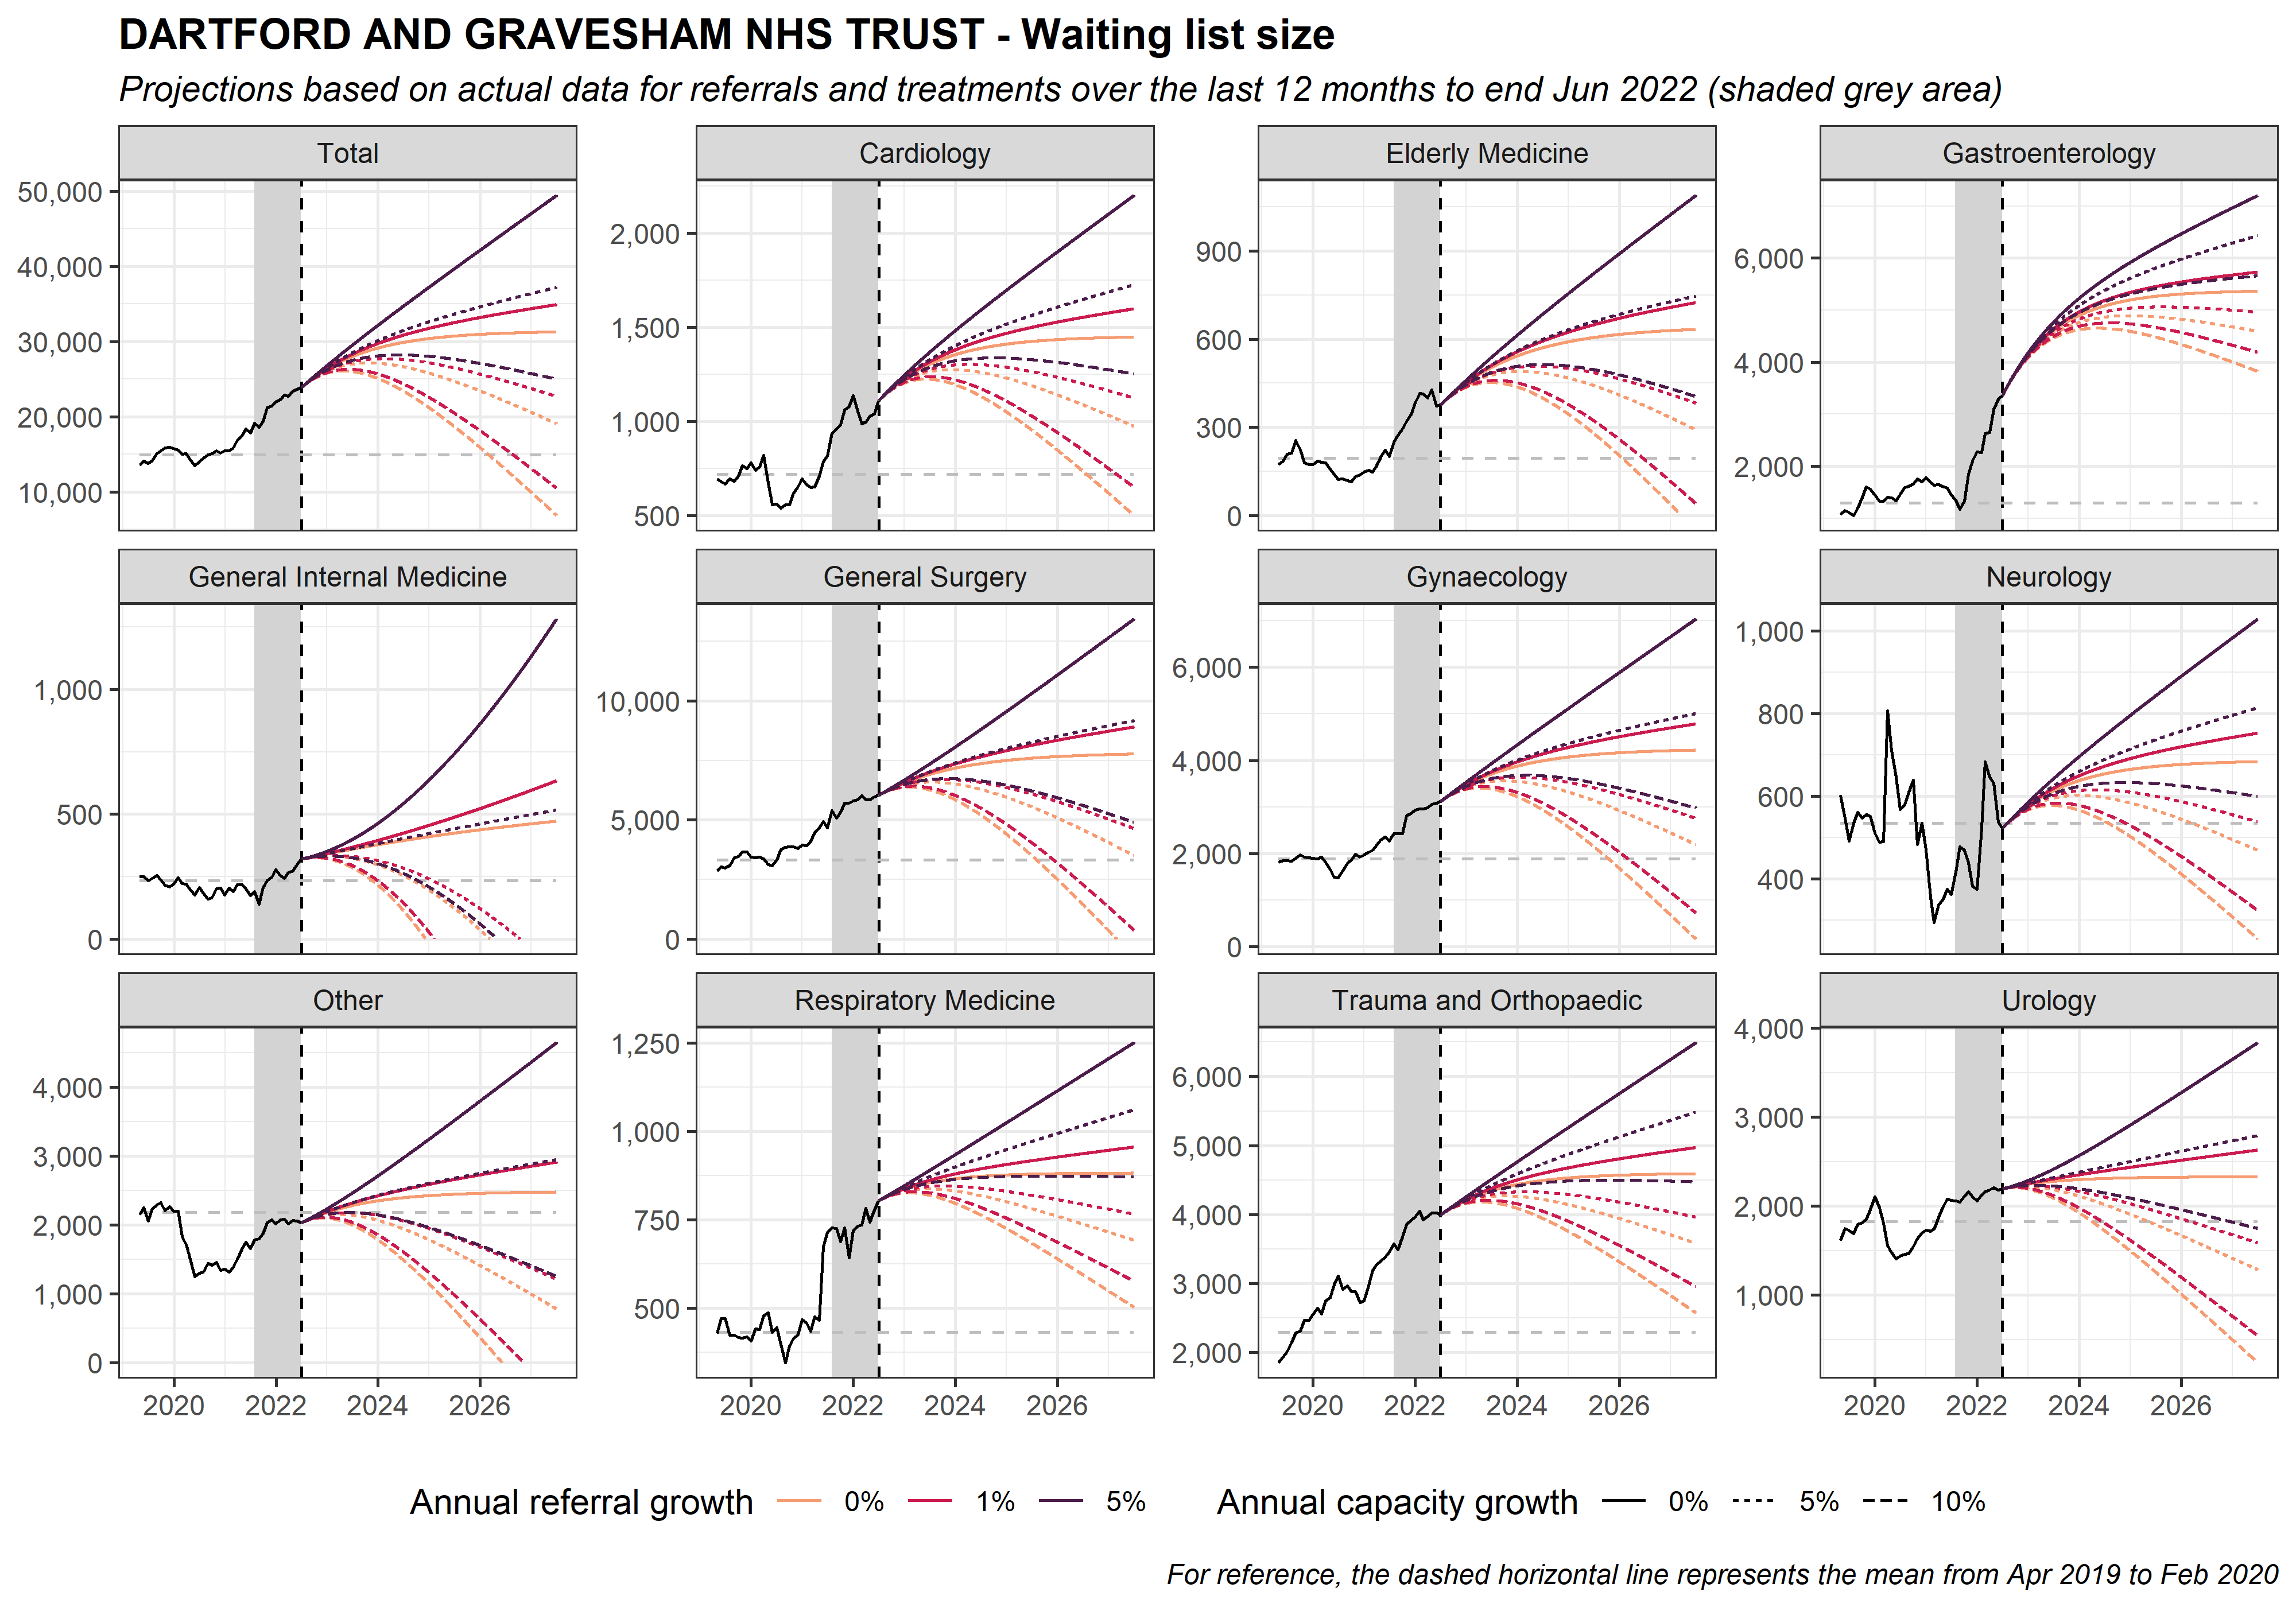 DARTFORD AND GRAVESHAM NHS TRUST - Waiting list size
Projections based on actual data for referrals and treatments over the last 12 months to end Jun 2022 (shaded grey area)
Total
Cardiology
Elderly Medicine
Gastroenterology
50,000
40,000
30,000
20,000
10,000
2,000
1,500
1,000
500
900
600
300
0
6,000
4,000
2,000
General Internal Medicine
General Surgery
Gynaecology
Neurology
1,000
500
0
10,000
5,000
0
6,000
4,000
2,000
0
1,000
800
600
400
Other
Respiratory Medicine
Trauma and Orthopaedic
Urology
4,000
3,000
2,000
1,000
0
1,250
1,000
750
500
6,000
5,000
4,000
3,000
2,000
4,000
3,000
2,000
1,000
2020 2022 2024 2026
2020 2022 2024 2026
2020 2022 2024 2026
2020 2022 2024 2026
Annual referral growth 0% 1% 5%
Annual capacity growth 0% 5% 10%
For reference, the dashed horizontal line represents the mean from Apr 2019 to Feb 2020